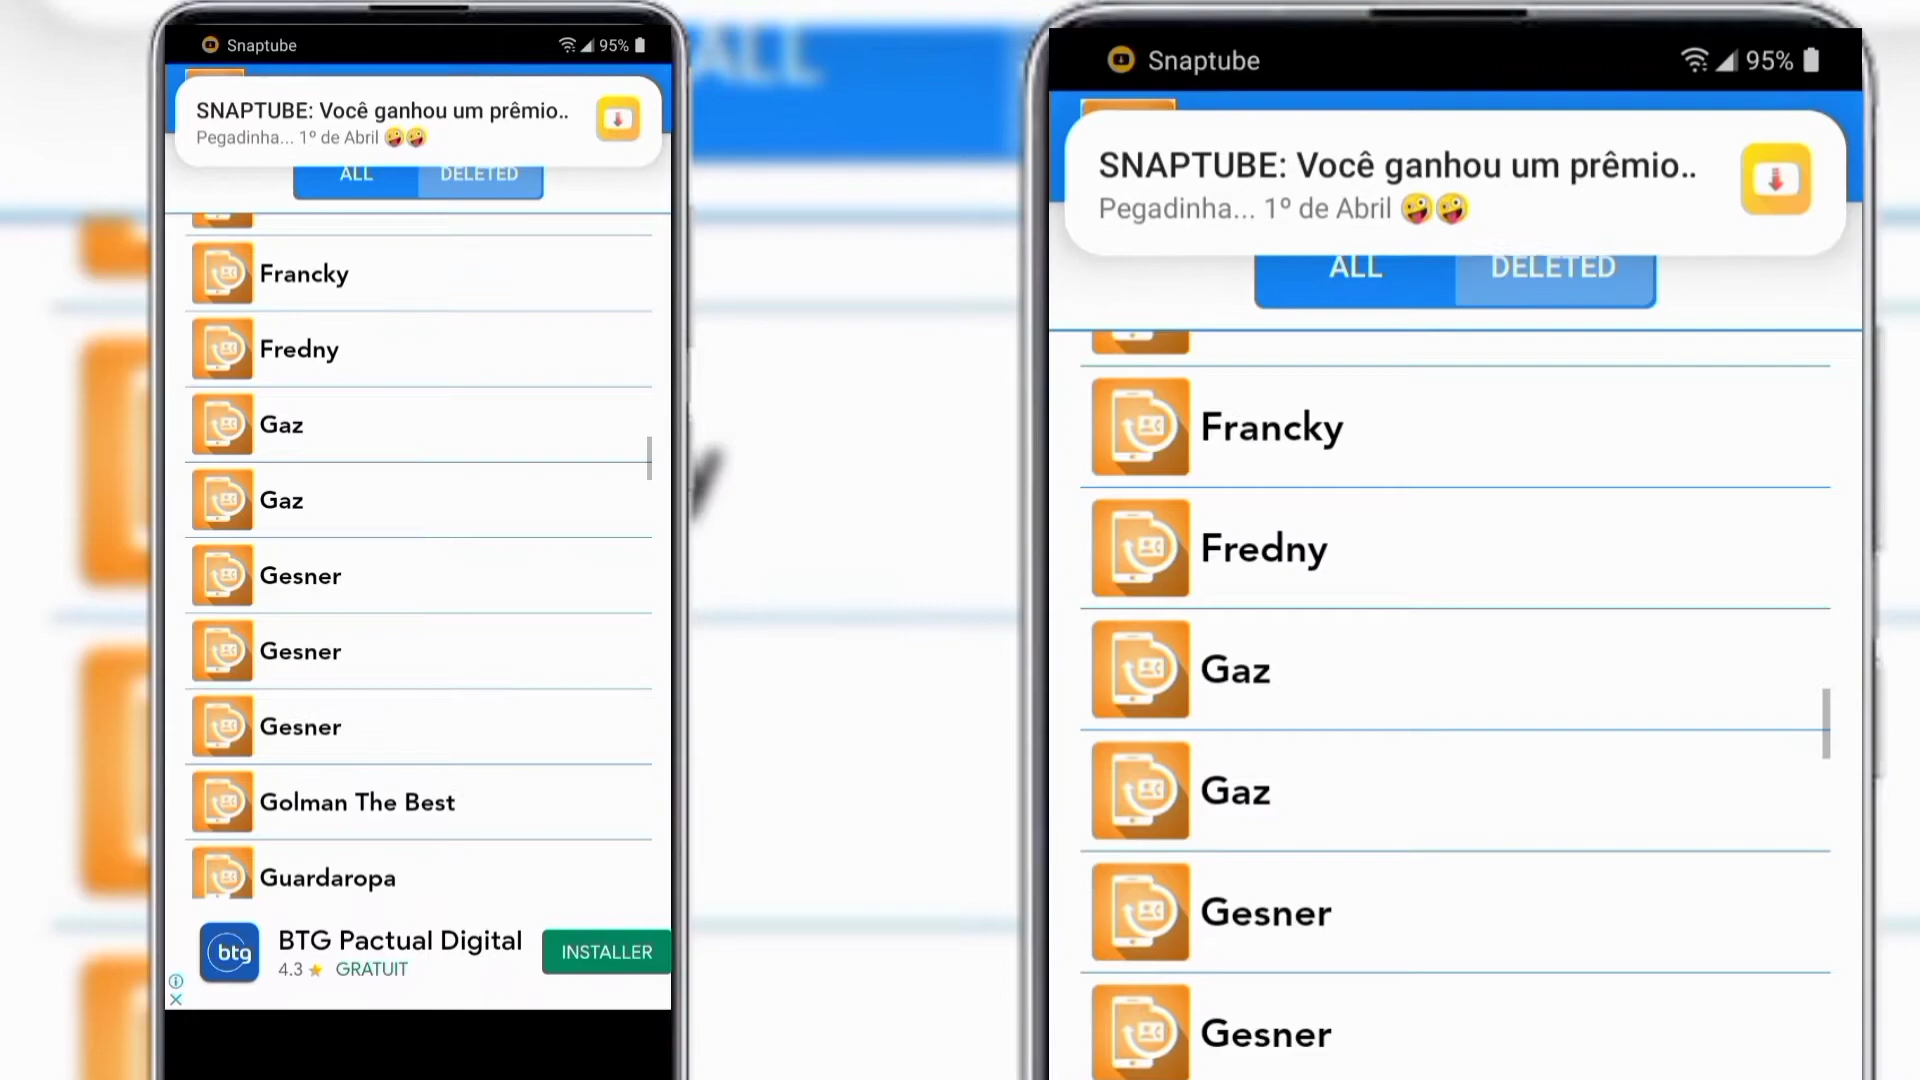 Snaptube
95%
SNAPTUBE: Você ganhou um prêmio..
Pegadinha... 1º de Abril 🤪🤪
ALL
DELETED
Francky
Fredny
Gaz
Gaz
Gesner
Gesner
Gesner
Golman The Best
Guardaropa
btg
BTG Pactual Digital
4.3 ★ GRATUIT
INSTALLER
ALL
Snaptube
95%
SNAPTUBE: Você ganhou um prêmio..
Pegadinha... 1º de Abril 🤪🤪
ALL
DELETED
Francky
Fredny
Gaz
Gaz
Gesner
Gesner